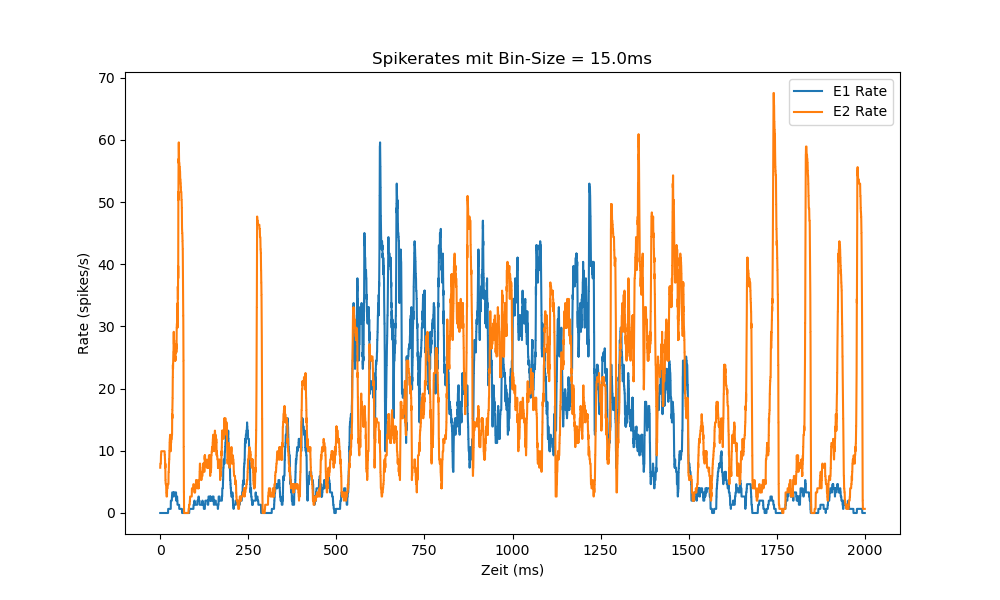 Spikerates mit Bin-Size = 15.0ms
E1 Rate
E2 Rate
Rate (spikes/s)
70
60
50
40
30
20
10
0
0 250 500 750 1000 1250 1500 1750 2000
Zeit (ms)